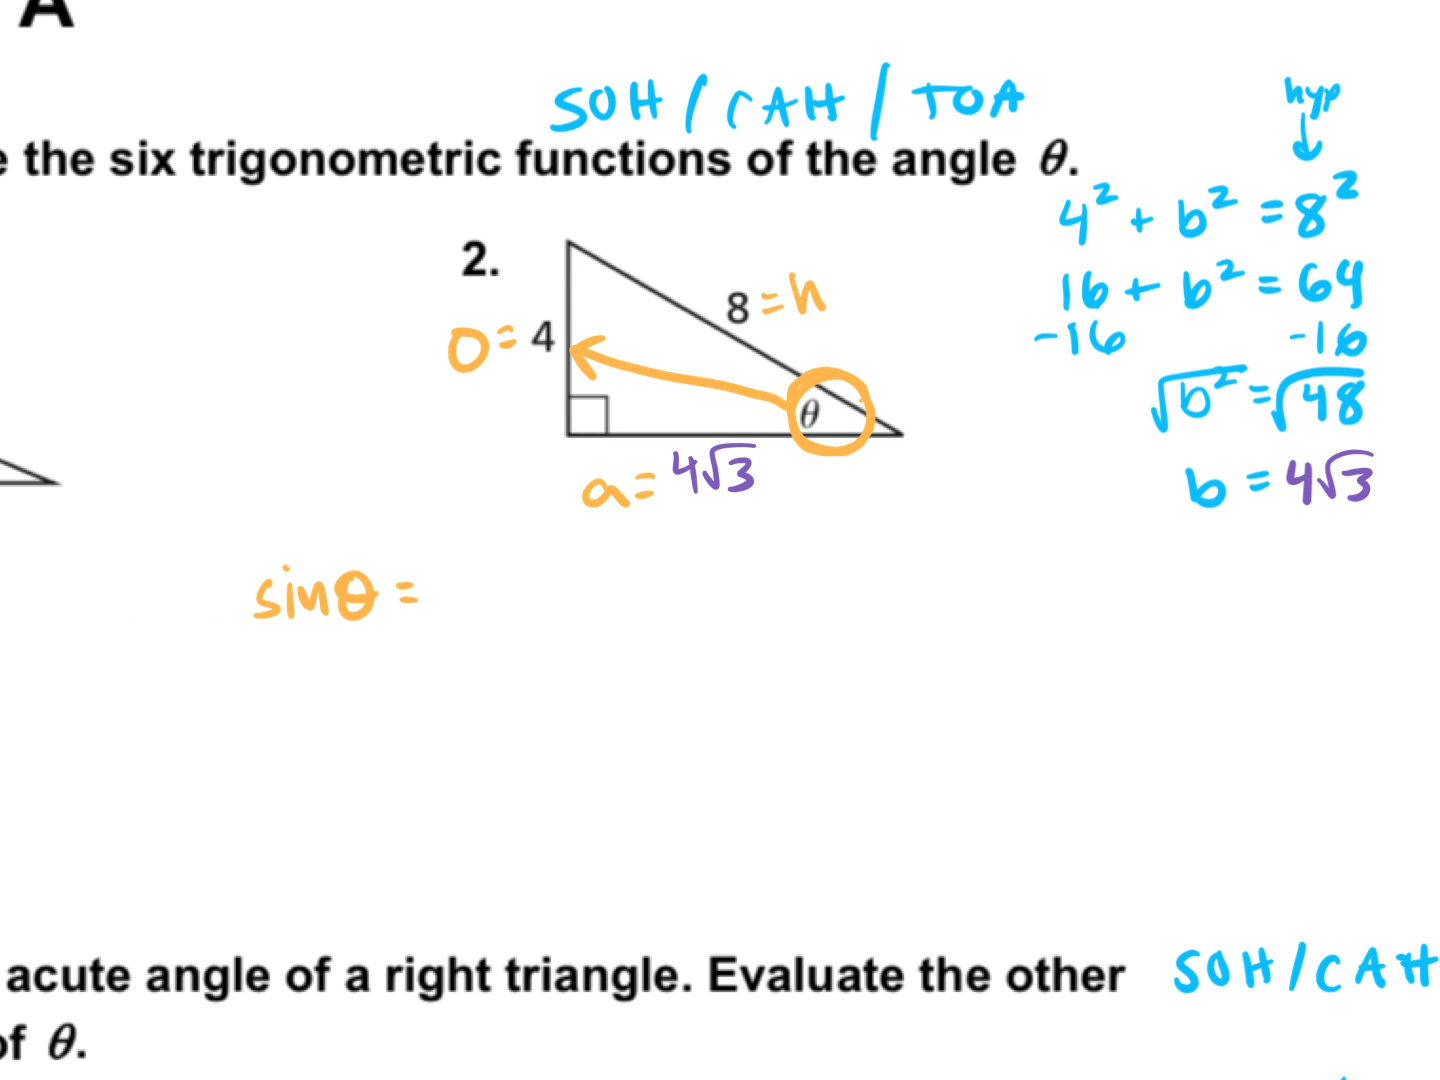 A
SOH / CAH / TOA
hyp
the six trigonometric functions of the angle θ.
4² + b² = 8²
2.
8 = h
16 + b² = 64
O = 4
-16 -16
√b² = √48
θ
a = 4√3
b = 4√3
sinθ =
acute angle of a right triangle. Evaluate the other
SOH / CAH
of θ.